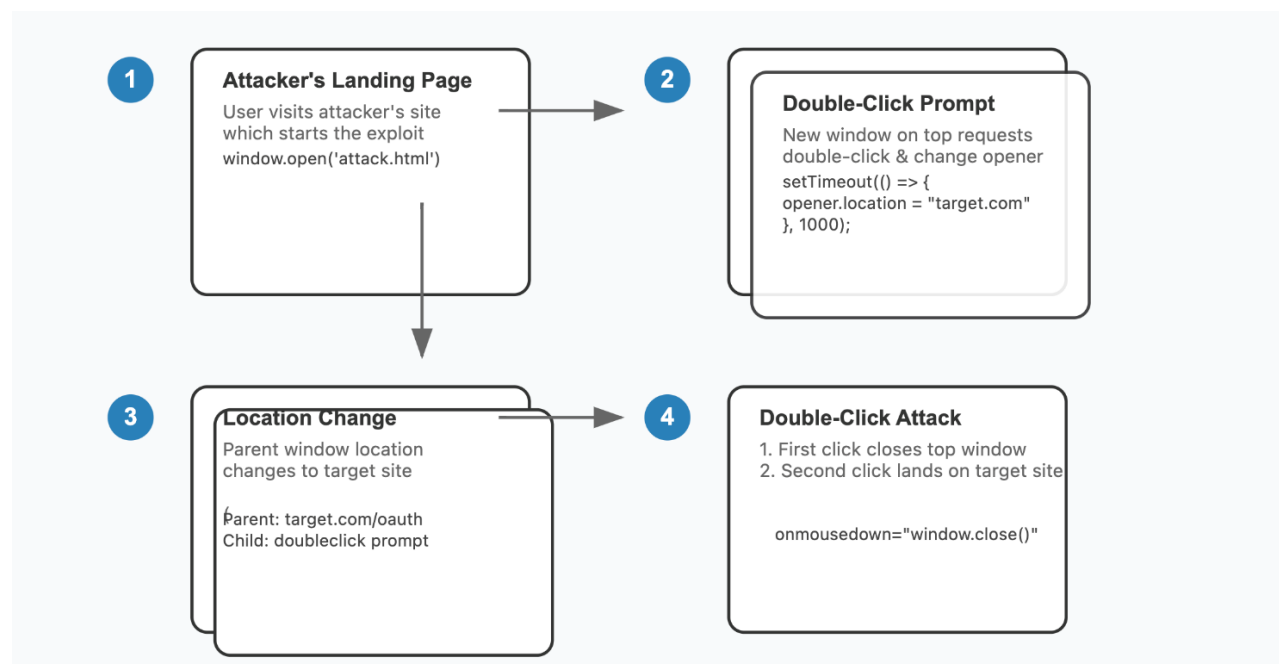 1
Attacker's Landing Page
User visits attacker's site
which starts the exploit
window.open('attack.html')
2
Double-Click Prompt
New window on top requests
double-click & change opener
setTimeout(() => {
opener.location = "target.com"
}, 1000);
3
Location Change
Parent window location
changes to target site
Parent: target.com/oauth
Child: doubleclick prompt
4
Double-Click Attack
1. First click closes top window
2. Second click lands on target site
onmousedown="window.close()"